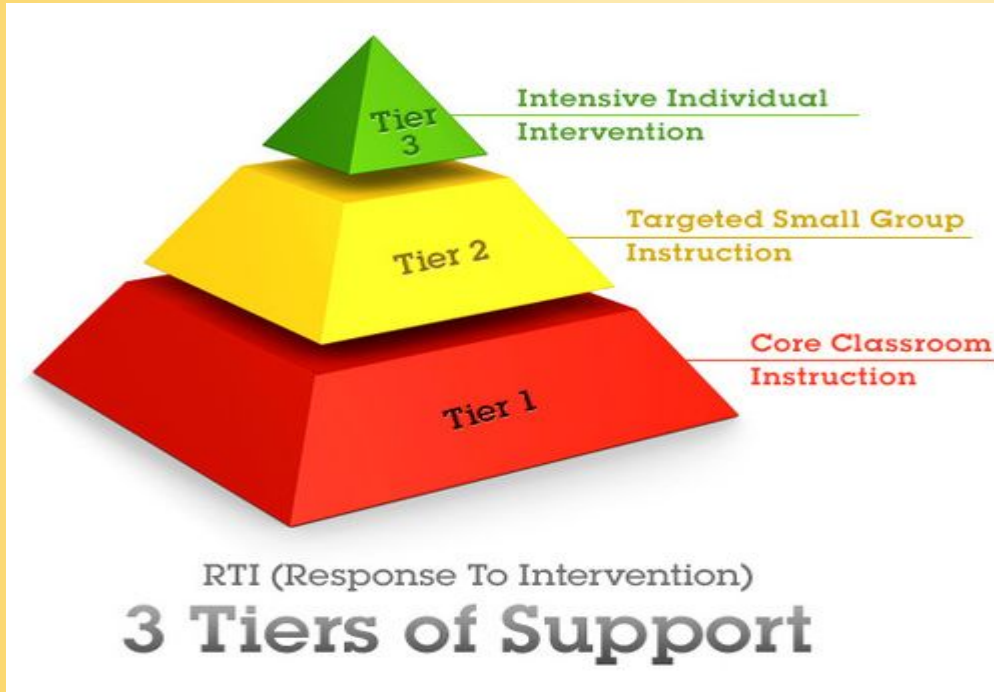 Tier
3
Intensive Individual
Intervention
Tier 2
Targeted Small Group
Instruction
Tier 1
Core Classroom
Instruction
RTI (Response To Intervention)
3 Tiers of Support